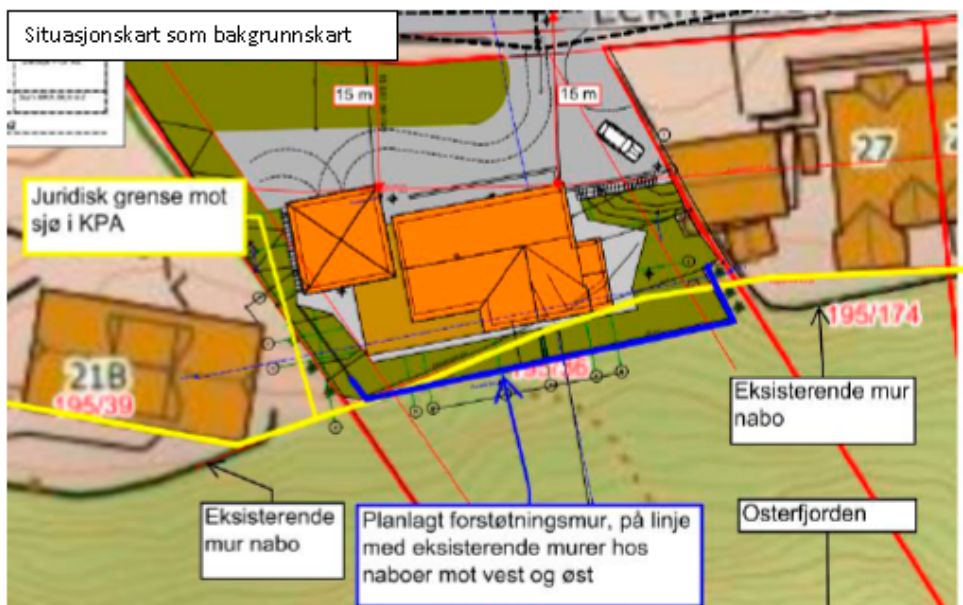 Situasjonskart som bakgrunnskart
15 m
15 m
27
Juridisk grense mot
sjø i KPA
195/174
21B
195/39
Eksisterende mur
nabo
Eksisterende
mur nabo
Planlagt forstøtningsmur, på linje
med eksisterende murer hos
naboer mot vest og øst
Osterfjorden